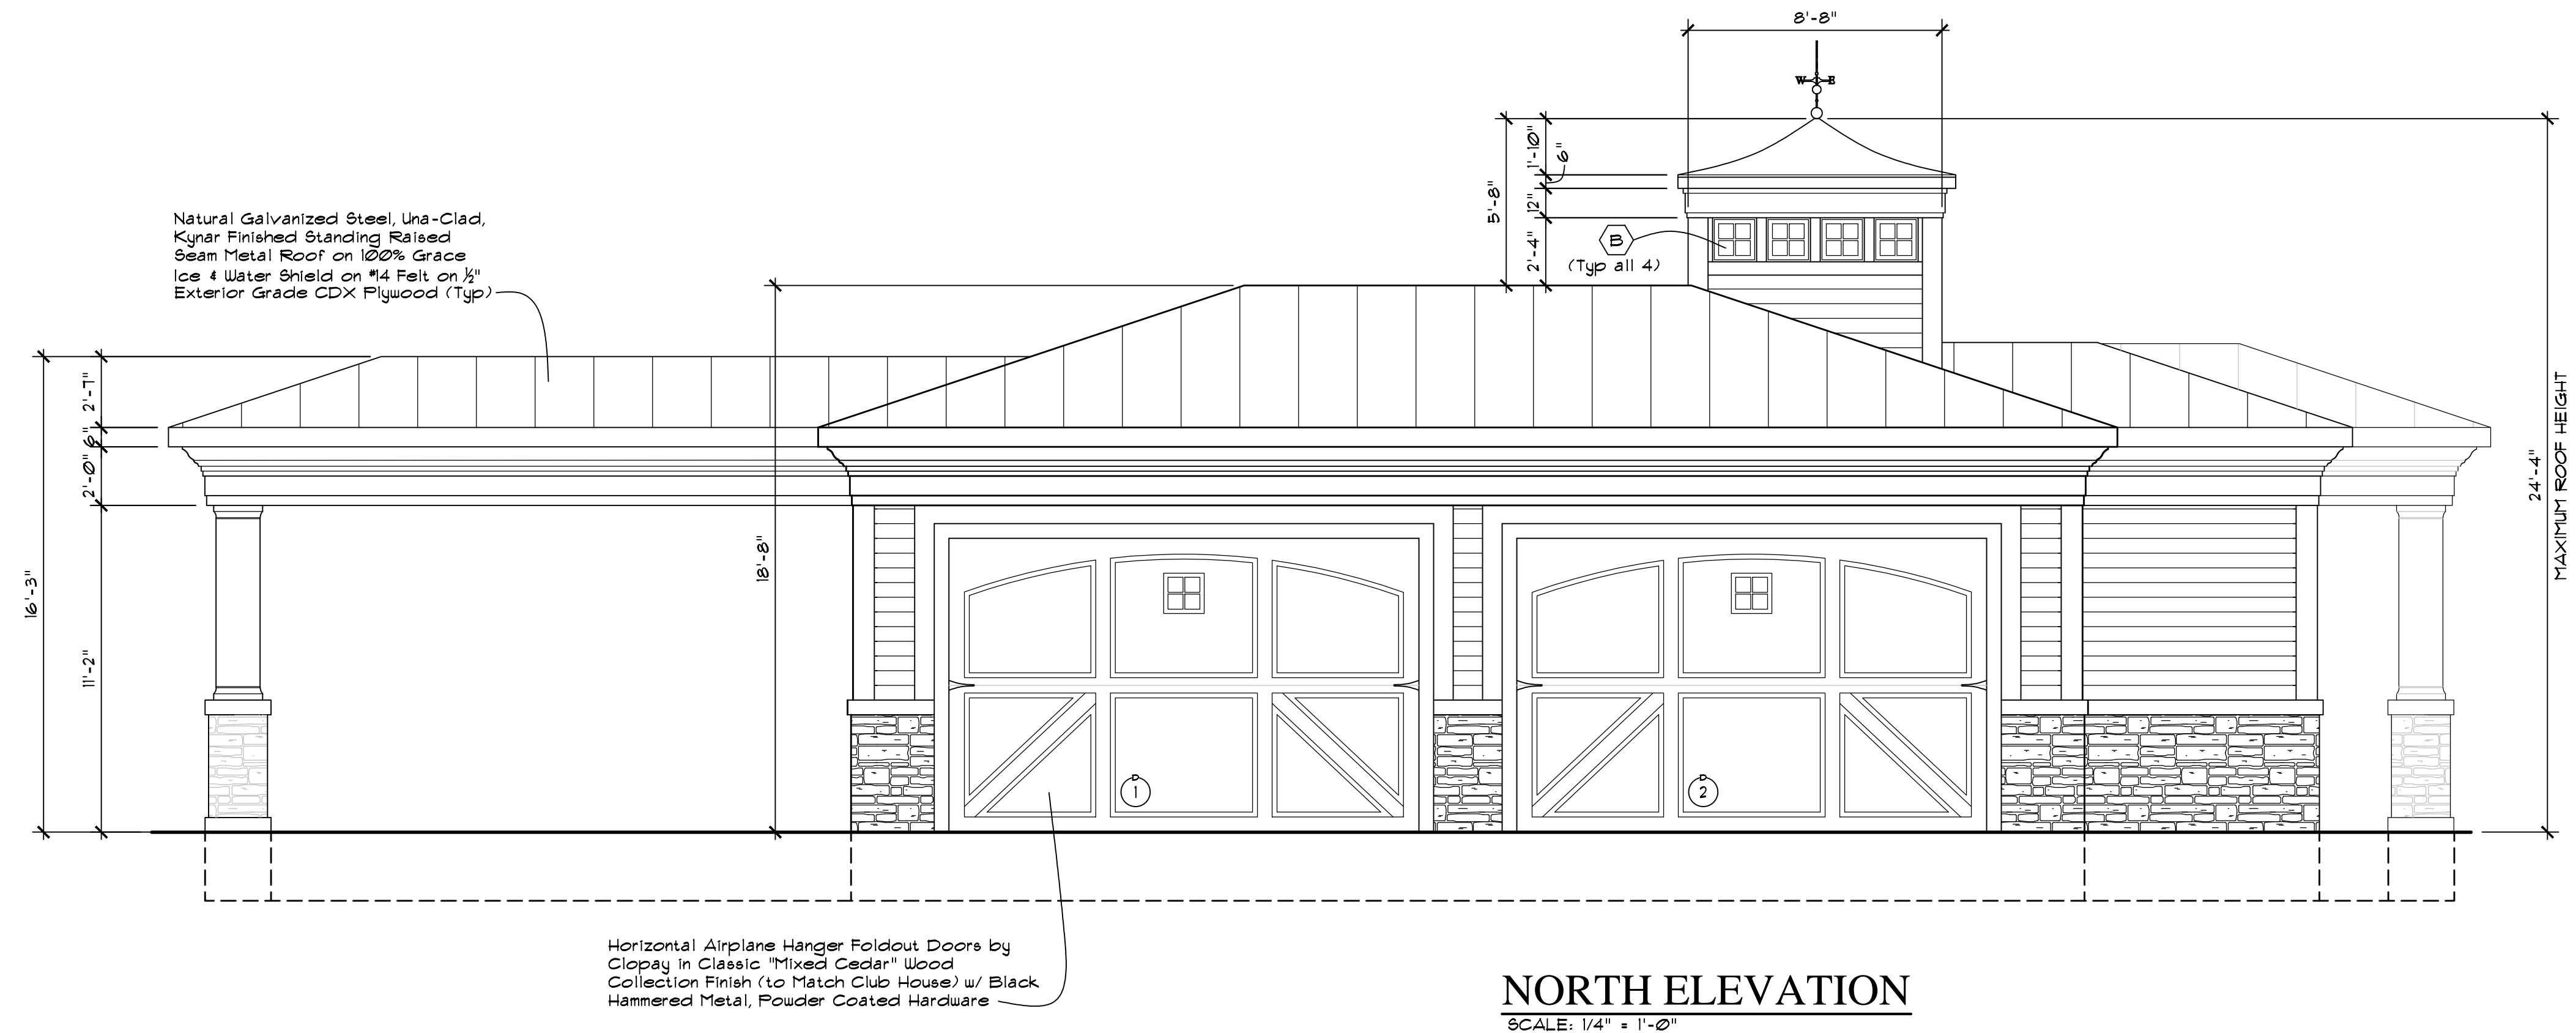 8'-8"
W E
1'-10"
6"
5'-8"
12"
2'-4"
B
(Typ all 4)
Natural Galvanized Steel, Una-Clad,
Kynar Finished Standing Raised
Seam Metal Roof on 100% Grace
Ice & Water Shield on #14 Felt on ½"
Exterior Grade CDX Plywood (Typ)
2'-7"
6"
2'-0"
16'-3"
11'-2"
18'-8"
24'-4"
MAXIMUM ROOF HEIGHT
D
1
D
2
Horizontal Airplane Hanger Foldout Doors by
Clopay in Classic "Mixed Cedar" Wood
Collection Finish (to Match Club House) w/ Black
Hammered Metal, Powder Coated Hardware
NORTH ELEVATION
SCALE: 1/4" = 1'-0"